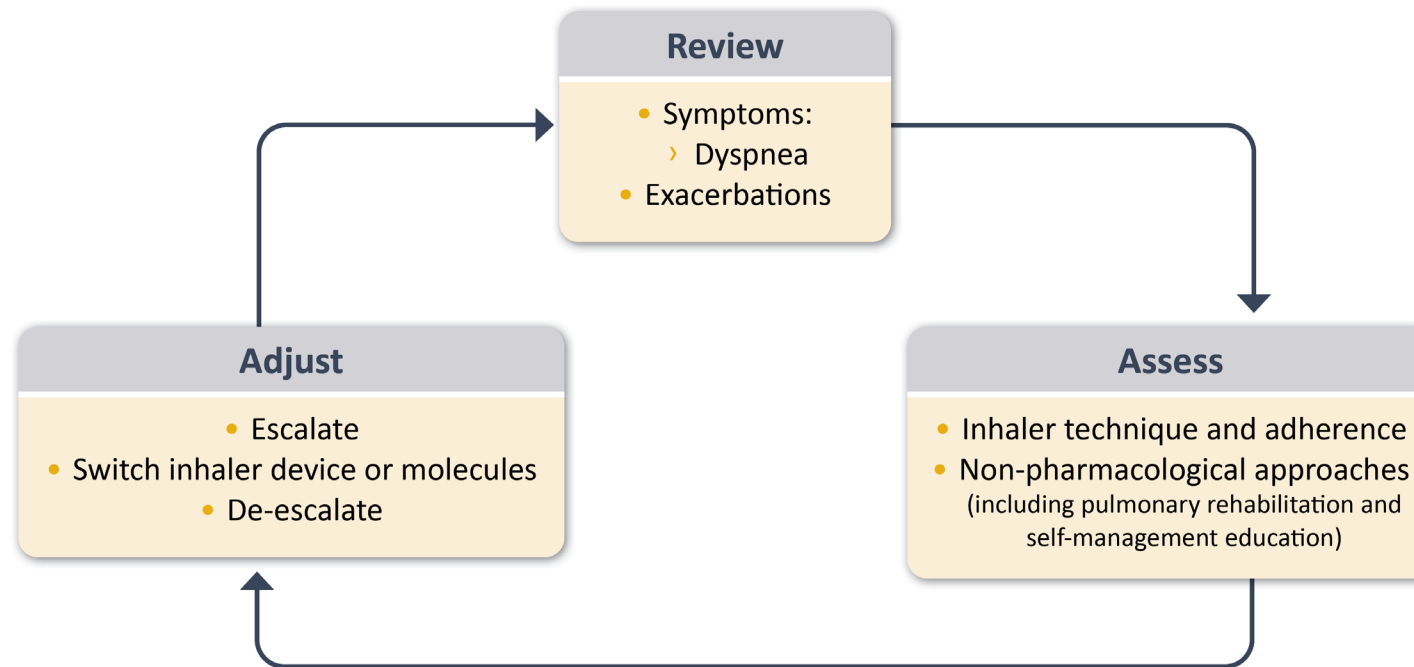 Review
• Symptoms:
› Dyspnea
• Exacerbations
Adjust
• Escalate
• Switch inhaler device or molecules
• De-escalate
Assess
• Inhaler technique and adherence
• Non-pharmacological approaches
(including pulmonary rehabilitation and
self-management education)